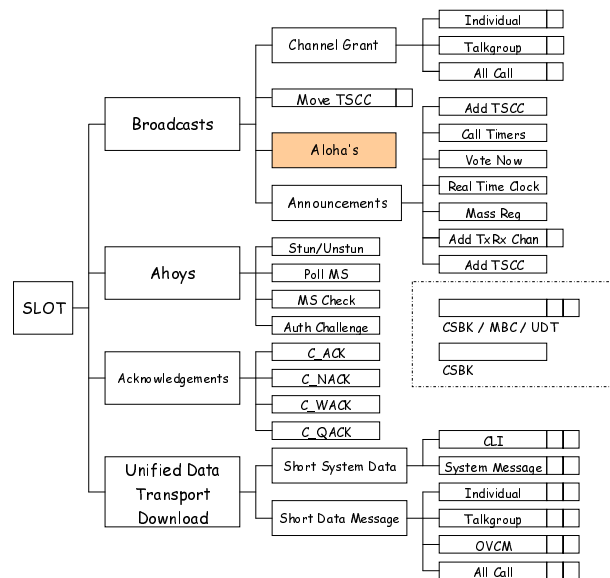 SLOT
Broadcasts
Channel Grant
Individual
Talkgroup
All Call
Move TSCC
Aloha's
Announcements
Add TSCC
Call Timers
Vote Now
Real Time Clock
Mass Reg
Add TxRx Chan
Add TSCC
Ahoys
Stun/Unstun
Poll MS
MS Check
Auth Challenge
Acknowledgements
C_ACK
C_NACK
C_WACK
C_QACK
Unified Data
Transport
Download
Short System Data
CLI
System Message
Short Data Message
Individual
Talkgroup
OVCM
All Call
CSBK / MBC / UDT
CSBK